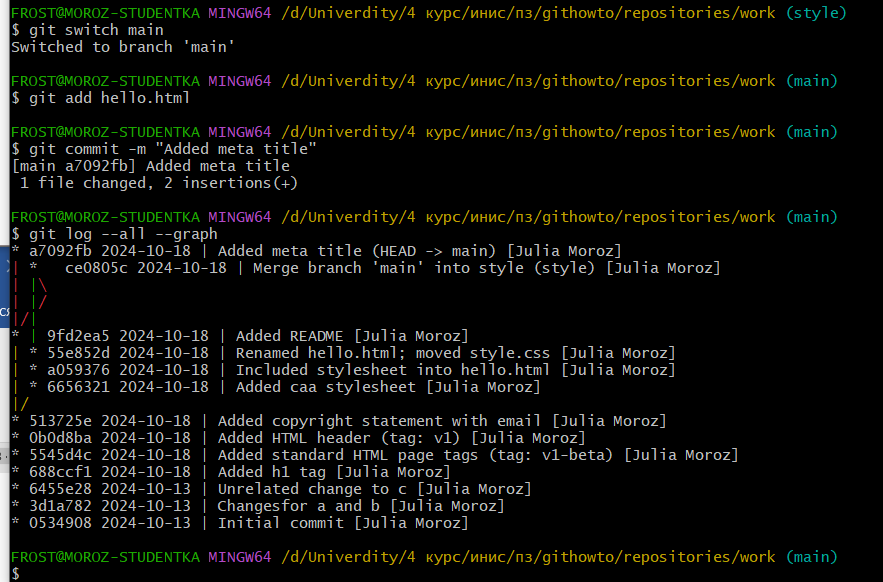 FROST@MOROZ-STUDENTKA MINGW64 /d/Univerdity/4 курс/инис/пз/githowto/repositories/work (style)
$ git switch main
Switched to branch 'main'

FROST@MOROZ-STUDENTKA MINGW64 /d/Univerdity/4 курс/инис/пз/githowto/repositories/work (main)
$ git add hello.html

FROST@MOROZ-STUDENTKA MINGW64 /d/Univerdity/4 курс/инис/пз/githowto/repositories/work (main)
$ git commit -m "Added meta title"
[main a7092fb] Added meta title
 1 file changed, 2 insertions(+)

FROST@MOROZ-STUDENTKA MINGW64 /d/Univerdity/4 курс/инис/пз/githowto/repositories/work (main)
$ git log --all --graph
* a7092fb 2024-10-18 | Added meta title (HEAD -> main) [Julia Moroz]
| *   ce0805c 2024-10-18 | Merge branch 'main' into style (style) [Julia Moroz]
| |\
| |/
|/|
* | 9fd2ea5 2024-10-18 | Added README [Julia Moroz]
| * 55e852d 2024-10-18 | Renamed hello.html; moved style.css [Julia Moroz]
| * a059376 2024-10-18 | Included stylesheet into hello.html [Julia Moroz]
| * 6656321 2024-10-18 | Added caa stylesheet [Julia Moroz]
|/
* 513725e 2024-10-18 | Added copyright statement with email [Julia Moroz]
* 0b0d8ba 2024-10-18 | Added HTML header (tag: v1) [Julia Moroz]
* 5545d4c 2024-10-18 | Added standard HTML page tags (tag: v1-beta) [Julia Moroz]
* 688ccf1 2024-10-18 | Added h1 tag [Julia Moroz]
* 6455e28 2024-10-13 | Unrelated change to c [Julia Moroz]
* 3d1a782 2024-10-13 | Changesfor a and b [Julia Moroz]
* 0534908 2024-10-13 | Initial commit [Julia Moroz]

FROST@MOROZ-STUDENTKA MINGW64 /d/Univerdity/4 курс/инис/пз/githowto/repositories/work (main)
$